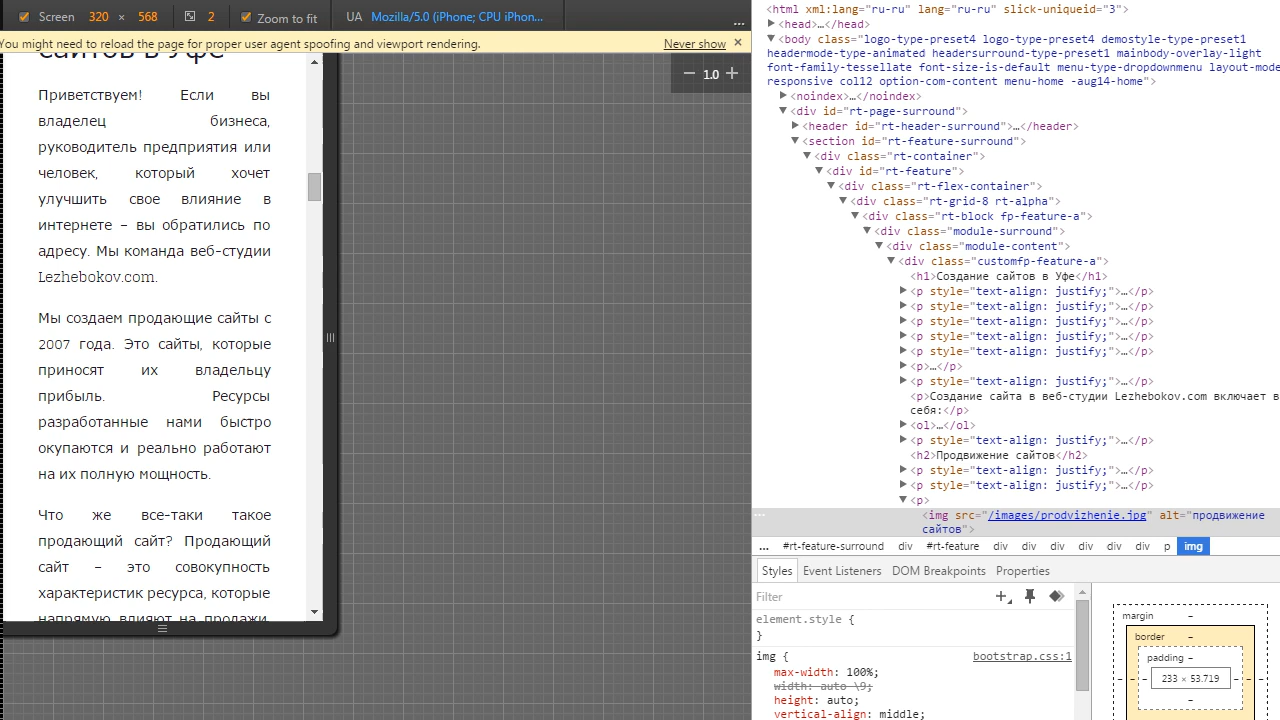 Screen 320 × 568 2 Zoom to fit UA Mozilla/5.0 (iPhone; CPU iPhon... ...
You might need to reload the page for proper user agent spoofing and viewport rendering. Never show ×
сайтов в Уфе
1.0
Приветствуем! Если вы
владелец бизнеса,
руководитель предприятия или
человек, который хочет
улучшить свое влияние в
интернете – вы обратились по
адресу. Мы команда веб-студии
Lezhebokov.com.
Мы создаем продающие сайты с
2007 года. Это сайты, которые
приносят их владельцу
прибыль. Ресурсы
разработанные нами быстро
окупаются и реально работают
на их полную мощность.
Что же все-таки такое
продающий сайт? Продающий
сайт – это совокупность
характеристик ресурса, которые
напрямую влияют на продажи.
<html xml:lang="ru-ru" lang="ru-ru" slick-uniqueid="3">
<head>…</head>
<body class="logo-type-preset4 logo-type-preset4 demostyle-type-preset1
headermode-type-animated headersurround-type-preset1 mainbody-overlay-light
font-family-tessellate font-size-is-default menu-type-dropdownmenu layout-mode
responsive col12 option-com-content menu-home -aug14-home">
<noindex>…</noindex>
<div id="rt-page-surround">
<header id="rt-header-surround">…</header>
<section id="rt-feature-surround">
<div class="rt-container">
<div id="rt-feature">
<div class="rt-flex-container">
<div class="rt-grid-8 rt-alpha">
<div class="rt-block fp-feature-a">
<div class="module-surround">
<div class="module-content">
<div class="customfp-feature-a">
<h1>Создание сайтов в Уфе</h1>
<p style="text-align: justify;">…</p>
<p style="text-align: justify;">…</p>
<p style="text-align: justify;">…</p>
<p style="text-align: justify;">…</p>
<p style="text-align: justify;">…</p>
<p>…</p>
<p style="text-align: justify;">…</p>
<p>Создание сайта в веб-студии Lezhebokov.com включает в
себя:</p>
<ol>…</ol>
<p style="text-align: justify;">…</p>
<h2>Продвижение сайтов</h2>
<p style="text-align: justify;">…</p>
<p style="text-align: justify;">…</p>
<p>
<img src="/images/prodvizhenie.jpg" alt="продвижение
сайтов">
... #rt-feature-surround div #rt-feature div div div div div div p img
Styles Event Listeners DOM Breakpoints Properties
Filter
element.style {
}
img { bootstrap.css:1
max-width: 100%;
width: auto \9;
height: auto;
vertical-align: middle;
margin –
border –
padding –
– – – 233 × 53.719 – – –
–